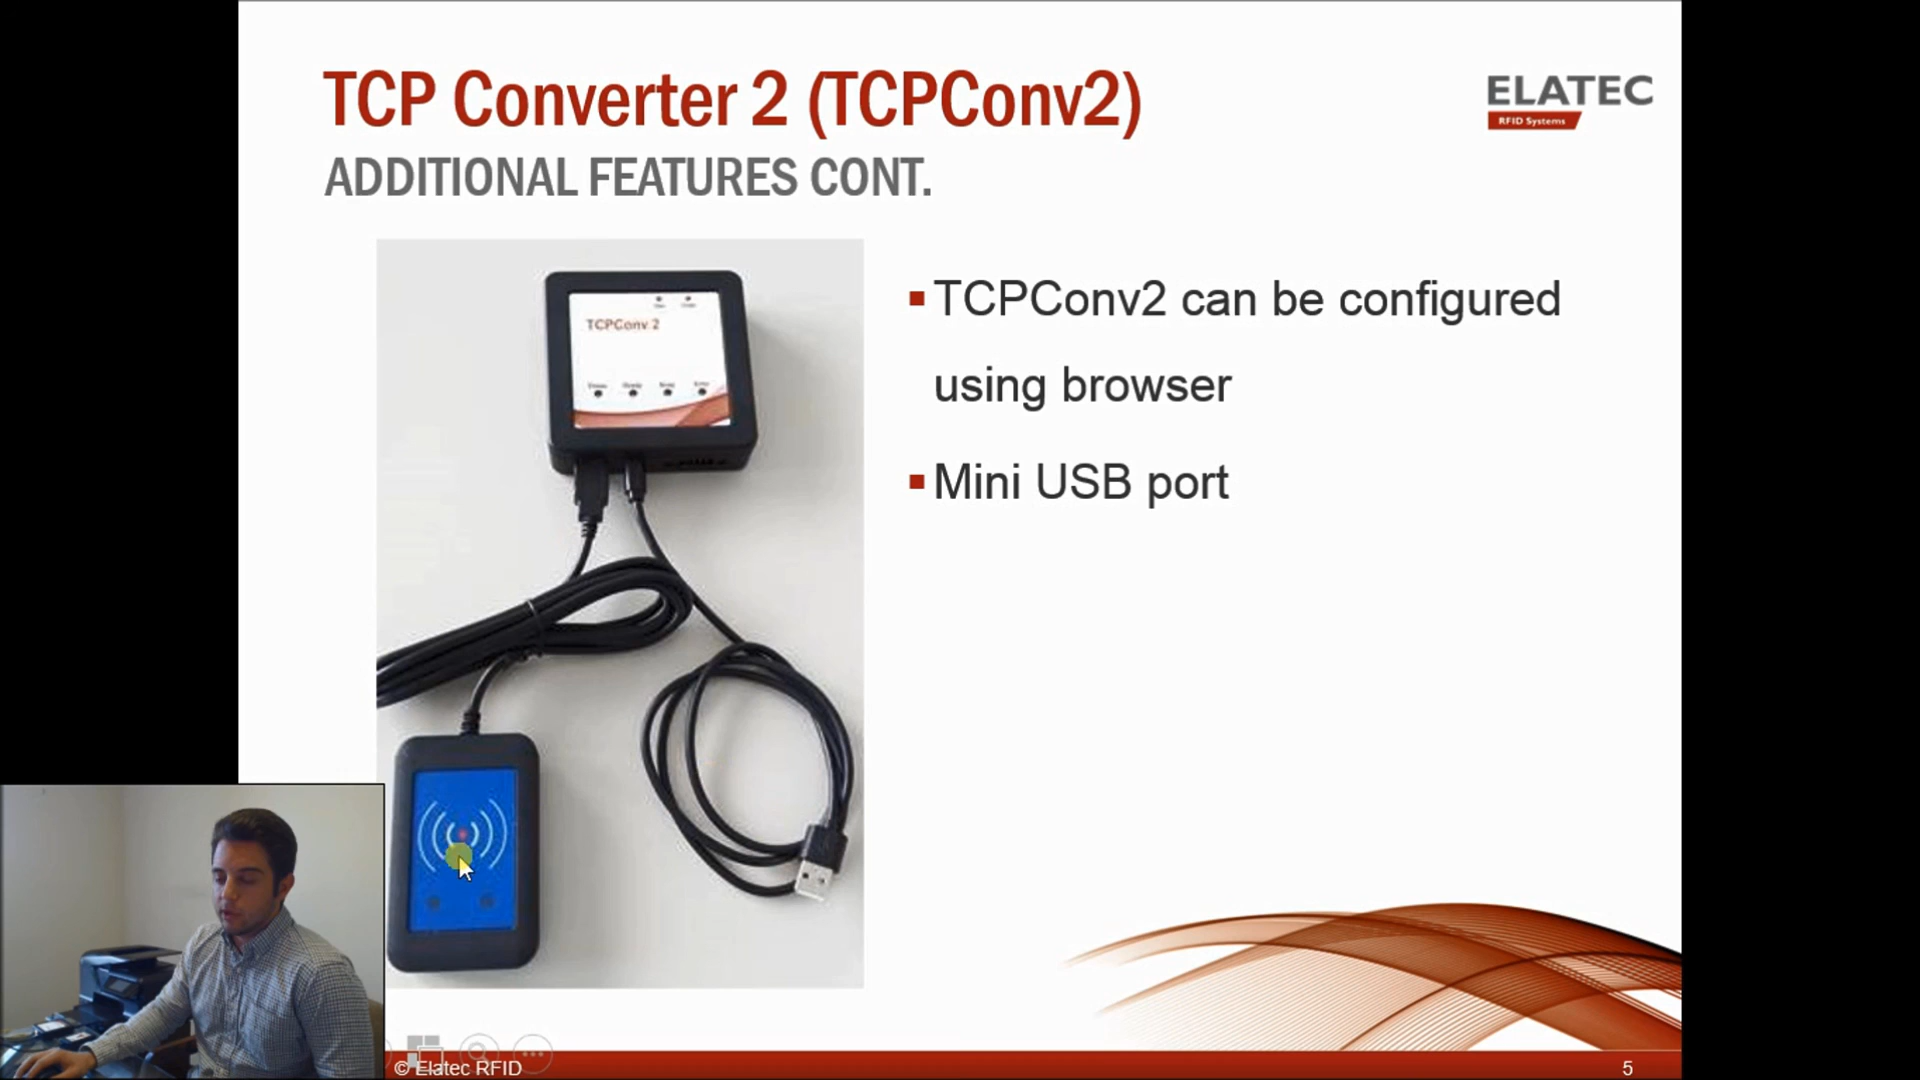 TCP Converter 2 (TCPConv2)
ADDITIONAL FEATURES CONT.
ELATEC
RFID Systems
TCPConv 2
TCPConv2 can be configured
using browser
Mini USB port
© Elatec RFID
5